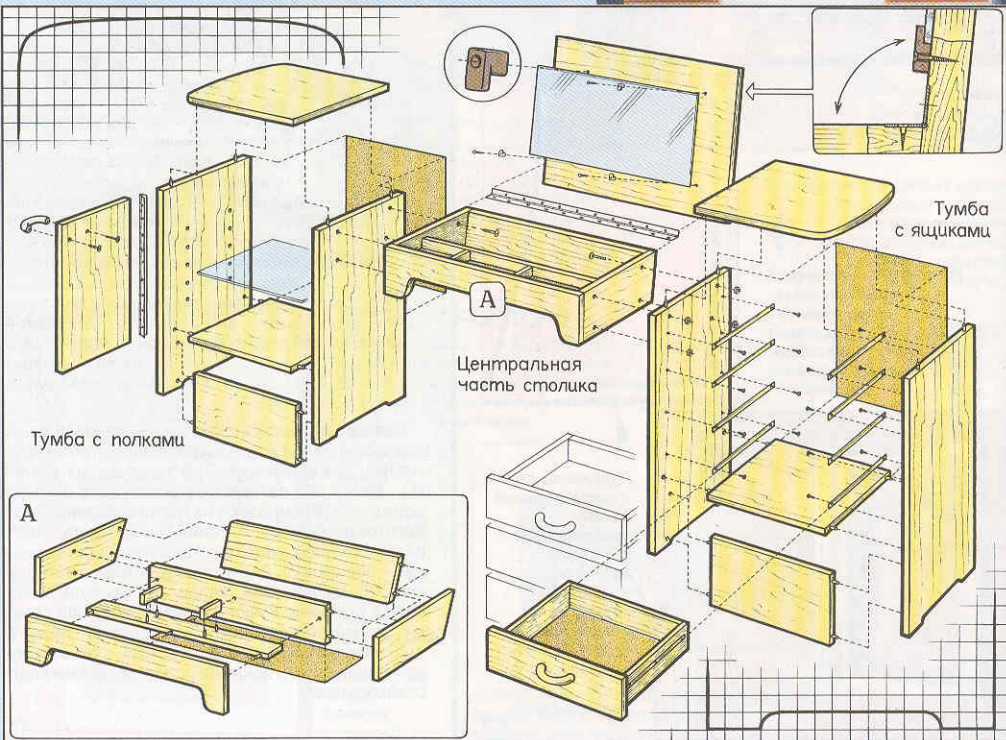 Тумба
с ящиками
A
Центральная
часть столика
Тумба с полками
A